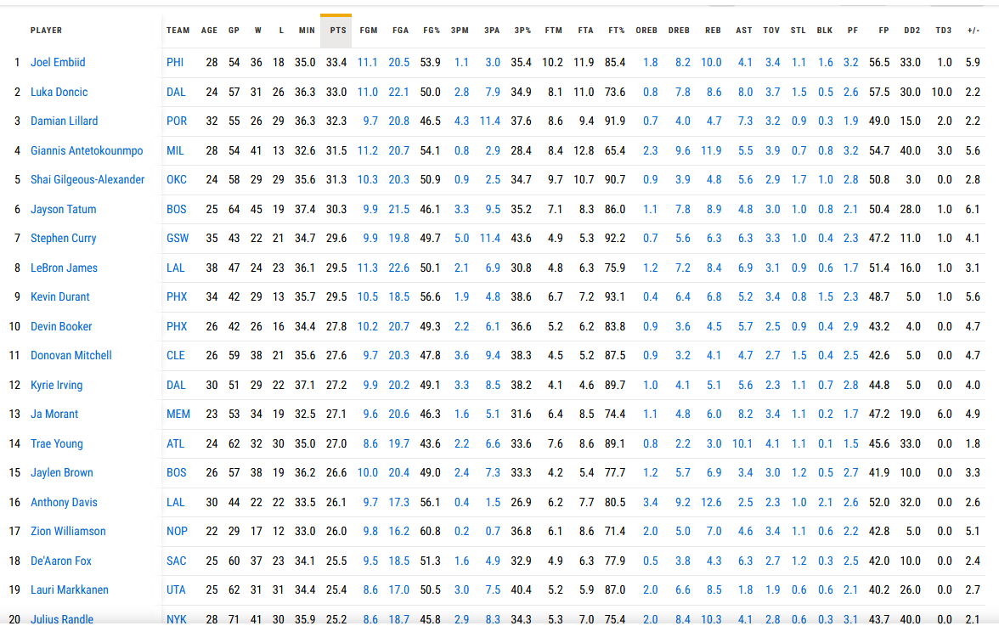 PLAYER TEAM AGE GP W L MIN PTS FGM FGA FG% 3PM 3PA 3P% FTM FTA FT% OREB DREB REB AST TOV STL BLK PF FP DD2 TD3 +/-
1 Joel Embiid PHI 28 54 36 18 35.0 33.4 11.1 20.5 53.9 1.1 3.0 35.4 10.2 11.9 85.4 1.8 8.2 10.0 4.1 3.4 1.1 1.6 3.2 56.5 33.0 1.0 5.9
2 Luka Doncic DAL 24 57 31 26 36.3 33.0 11.0 22.1 50.0 2.8 7.9 34.9 8.1 11.0 73.6 0.8 7.8 8.6 8.0 3.7 1.5 0.5 2.6 57.5 30.0 10.0 2.2
3 Damian Lillard POR 32 55 26 29 36.3 32.3 9.7 20.8 46.5 4.3 11.4 37.6 8.6 9.4 91.9 0.7 4.0 4.7 7.3 3.2 0.9 0.3 1.9 49.0 15.0 2.0 2.2
4 Giannis Antetokounmpo MIL 28 54 41 13 32.6 31.5 11.2 20.7 54.1 0.8 2.9 28.4 8.4 12.8 65.4 2.3 9.6 11.9 5.5 3.9 0.7 0.8 3.2 54.7 40.0 3.0 5.6
5 Shai Gilgeous-Alexander OKC 24 58 29 29 35.6 31.3 10.3 20.3 50.9 0.9 2.5 34.7 9.7 10.7 90.7 0.9 3.9 4.8 5.6 2.9 1.7 1.0 2.8 50.8 3.0 0.0 2.8
6 Jayson Tatum BOS 25 64 45 19 37.4 30.3 9.9 21.5 46.1 3.3 9.5 35.2 7.1 8.3 86.0 1.1 7.8 8.9 4.8 3.0 1.0 0.8 2.1 50.4 28.0 1.0 6.1
7 Stephen Curry GSW 35 43 22 21 34.7 29.6 9.9 19.8 49.7 5.0 11.4 43.6 4.9 5.3 92.2 0.7 5.6 6.3 6.3 3.3 1.0 0.4 2.3 47.2 11.0 1.0 4.1
8 LeBron James LAL 38 47 24 23 36.1 29.5 11.3 22.6 50.1 2.1 6.9 30.8 4.8 6.3 75.9 1.2 7.2 8.4 6.9 3.1 0.9 0.6 1.7 51.4 16.0 1.0 3.1
9 Kevin Durant PHX 34 42 29 13 35.7 29.5 10.5 18.5 56.6 1.9 4.8 38.6 6.7 7.2 93.1 0.4 6.4 6.8 5.2 3.4 0.8 1.5 2.3 48.7 5.0 1.0 5.6
10 Devin Booker PHX 26 42 26 16 34.4 27.8 10.2 20.7 49.3 2.2 6.1 36.6 5.2 6.2 83.8 0.9 3.6 4.5 5.7 2.5 0.9 0.4 2.9 43.2 4.0 0.0 4.7
11 Donovan Mitchell CLE 26 59 38 21 35.6 27.6 9.7 20.3 47.8 3.6 9.4 38.3 4.5 5.2 87.5 0.9 3.2 4.1 4.7 2.7 1.5 0.4 2.5 42.6 5.0 0.0 4.7
12 Kyrie Irving DAL 30 51 29 22 37.1 27.2 9.9 20.2 49.1 3.3 8.5 38.2 4.1 4.6 89.7 1.0 4.1 5.1 5.6 2.3 1.1 0.7 2.8 44.8 5.0 0.0 4.0
13 Ja Morant MEM 23 53 34 19 32.5 27.1 9.6 20.6 46.3 1.6 5.1 31.6 6.4 8.5 74.4 1.1 4.8 6.0 8.2 3.4 1.1 0.2 1.7 47.2 19.0 6.0 4.9
14 Trae Young ATL 24 62 32 30 35.0 27.0 8.6 19.7 43.6 2.2 6.6 33.6 7.6 8.6 89.1 0.8 2.2 3.0 10.1 4.1 1.1 0.1 1.5 45.6 33.0 0.0 1.8
15 Jaylen Brown BOS 26 57 38 19 36.2 26.6 10.0 20.4 49.0 2.4 7.3 33.3 4.2 5.4 77.7 1.2 5.7 6.9 3.4 3.0 1.2 0.5 2.7 41.9 10.0 0.0 3.3
16 Anthony Davis LAL 30 44 22 22 33.5 26.1 9.7 17.3 56.1 0.4 1.5 26.9 6.2 7.7 80.5 3.4 9.2 12.6 2.5 2.3 1.0 2.1 2.6 52.0 32.0 0.0 2.6
17 Zion Williamson NOP 22 29 17 12 33.0 26.0 9.8 16.2 60.8 0.2 0.7 36.8 6.1 8.6 71.4 2.0 5.0 7.0 4.6 3.4 1.1 0.6 2.2 42.8 5.0 0.0 5.1
18 De'Aaron Fox SAC 25 60 37 23 34.1 25.5 9.5 18.5 51.3 1.6 4.9 32.9 4.9 6.3 77.9 0.5 3.8 4.3 6.3 2.7 1.2 0.3 2.5 42.0 10.0 0.0 2.4
19 Lauri Markkanen UTA 25 62 31 31 34.4 25.4 8.6 17.0 50.5 3.0 7.5 40.4 5.2 5.9 87.0 2.0 6.6 8.5 1.8 1.9 0.6 0.6 2.1 40.2 26.0 0.0 2.7
20 Julius Randle NYK 28 71 41 30 35.9 25.2 8.6 18.7 45.8 2.9 8.3 34.3 5.3 7.0 75.4 2.0 8.4 10.3 4.1 2.8 0.6 0.3 3.1 43.7 40.0 0.0 2.1